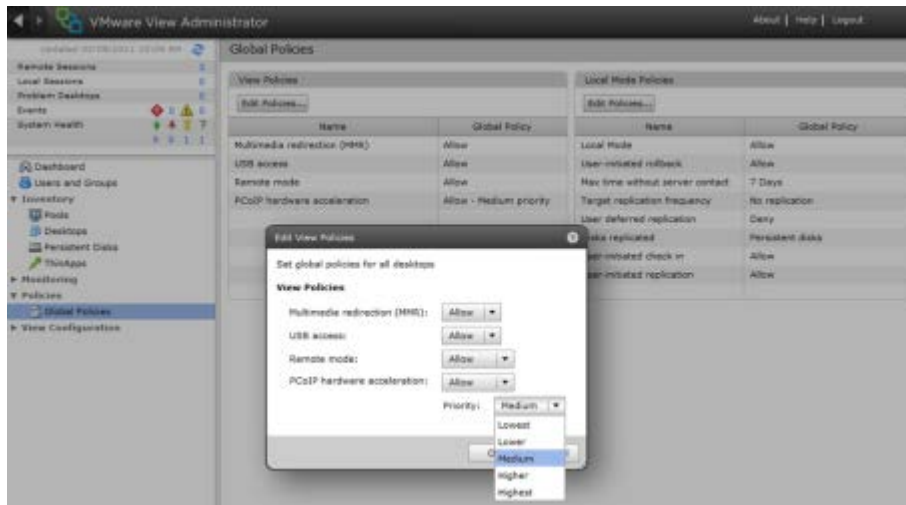 VMware View Administrator
About | Help | Logout
Updated
Remote Sessions
Local Sessions
Problem Desktops
Events
System Health
Dashboard
Users and Groups
Inventory
Pools
Desktops
Persistent Disks
ThinApps
Monitoring
Policies
Global Policies
View Configuration
Global Policies
View Policies
Edit Policies...
Name Global Policy
Multimedia redirection (MMR) Allow
USB access Allow
Remote mode Allow
PCoIP hardware acceleration Allow - Medium priority
Local Mode Policies
Edit Policies...
Name Global Policy
Local Mode Allow
User-initiated rollback Allow
Max time without server contact 7 Days
Target replication frequency No replication
User deferred replication Deny
replicated Persistent disks
check in Allow
replication Allow
Edit View Policies
Set global policies for all desktops
View Policies
Multimedia redirection (MMR): Allow
USB access: Allow
Remote mode: Allow
PCoIP hardware acceleration: Allow
Priority: Medium
Lowest
Lower
Medium
Higher
Highest